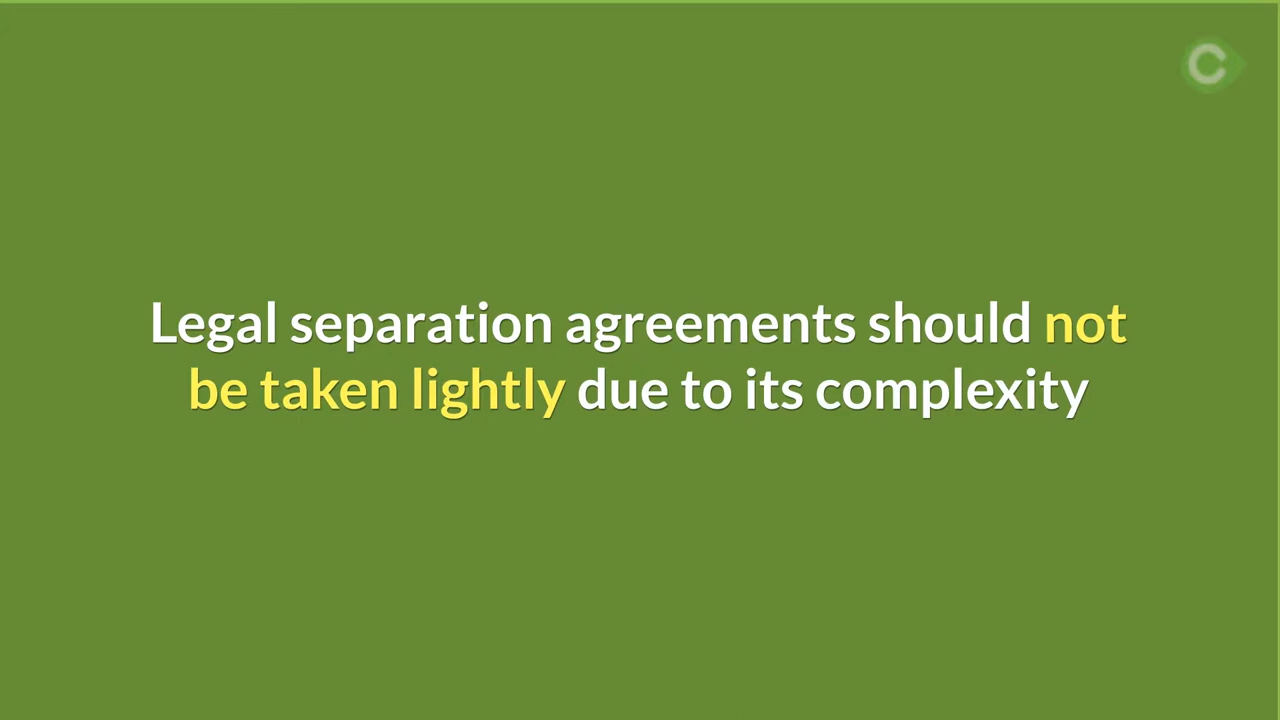 Legal separation agreements should not
be taken lightly due to its complexity